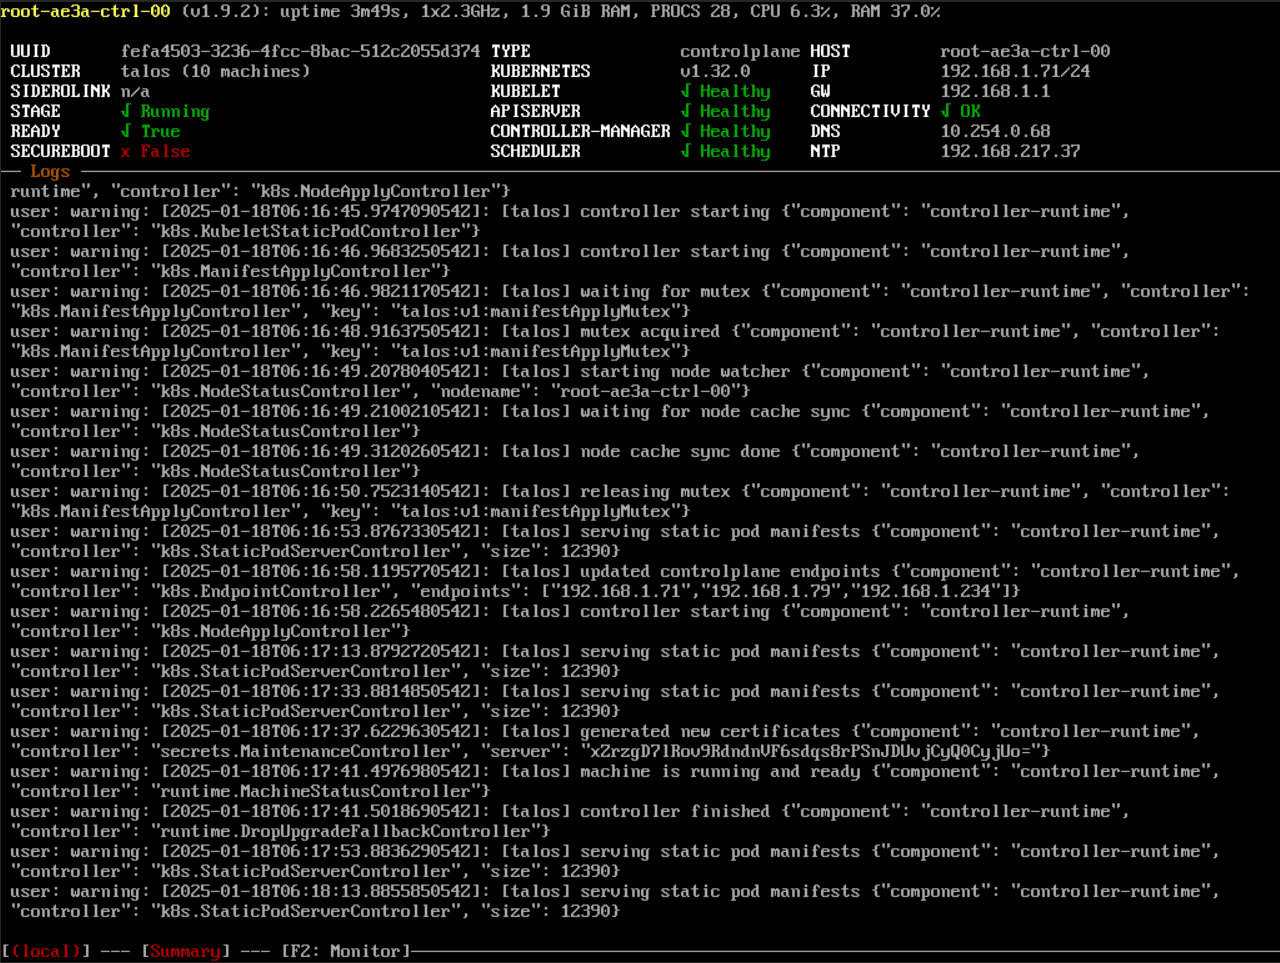 root-ae3a-ctrl-00 (v1.9.2): uptime 3m49s, 1x2.3GHz, 1.9 GiB RAM, PROCS 28, CPU 6.3%, RAM 37.0%
UUID fefa4503-3236-4fcc-8bac-512c2055d374 TYPE controlplane HOST root-ae3a-ctrl-00
CLUSTER talos (10 machines) KUBERNETES v1.32.0 IP 192.168.1.71/24
SIDEROLINK n/a KUBELET √ Healthy GW 192.168.1.1
STAGE √ Running APISERVER √ Healthy CONNECTIVITY √ OK
READY √ True CONTROLLER-MANAGER √ Healthy DNS 10.254.0.68
SECUREBOOT x False SCHEDULER √ Healthy NTP 192.168.217.37
Logs
runtime", "controller": "k8s.NodeApplyController"}
user: warning: [2025-01-18T06:16:45.974709054Z]: [talos] controller starting {"component": "controller-runtime",
"controller": "k8s.KubeletStaticPodController"}
user: warning: [2025-01-18T06:16:46.968325054Z]: [talos] controller starting {"component": "controller-runtime",
"controller": "k8s.ManifestApplyController"}
user: warning: [2025-01-18T06:16:46.982117054Z]: [talos] waiting for mutex {"component": "controller-runtime", "controller":
"k8s.ManifestApplyController", "key": "talos:v1:manifestApplyMutex"}
user: warning: [2025-01-18T06:16:48.916375054Z]: [talos] mutex acquired {"component": "controller-runtime", "controller":
"k8s.ManifestApplyController", "key": "talos:v1:manifestApplyMutex"}
user: warning: [2025-01-18T06:16:49.207804054Z]: [talos] starting node watcher {"component": "controller-runtime",
"controller": "k8s.NodeStatusController", "nodename": "root-ae3a-ctrl-00"}
user: warning: [2025-01-18T06:16:49.210021054Z]: [talos] waiting for node cache sync {"component": "controller-runtime",
"controller": "k8s.NodeStatusController"}
user: warning: [2025-01-18T06:16:49.312026054Z]: [talos] node cache sync done {"component": "controller-runtime",
"controller": "k8s.NodeStatusController"}
user: warning: [2025-01-18T06:16:50.752314054Z]: [talos] releasing mutex {"component": "controller-runtime", "controller":
"k8s.ManifestApplyController", "key": "talos:v1:manifestApplyMutex"}
user: warning: [2025-01-18T06:16:53.876733054Z]: [talos] serving static pod manifests {"component": "controller-runtime",
"controller": "k8s.StaticPodServerController", "size": 12390}
user: warning: [2025-01-18T06:16:58.119577054Z]: [talos] updated controlplane endpoints {"component": "controller-runtime",
"controller": "k8s.EndpointController", "endpoints": ["192.168.1.71","192.168.1.79","192.168.1.234"]}
user: warning: [2025-01-18T06:16:58.226548054Z]: [talos] controller starting {"component": "controller-runtime",
"controller": "k8s.NodeApplyController"}
user: warning: [2025-01-18T06:17:13.879272054Z]: [talos] serving static pod manifests {"component": "controller-runtime",
"controller": "k8s.StaticPodServerController", "size": 12390}
user: warning: [2025-01-18T06:17:33.881485054Z]: [talos] serving static pod manifests {"component": "controller-runtime",
"controller": "k8s.StaticPodServerController", "size": 12390}
user: warning: [2025-01-18T06:17:37.622963054Z]: [talos] generated new certificates {"component": "controller-runtime",
"controller": "secrets.MaintenanceController", "server": "xZrzgD7lRov9RdndnVF6sdqs8rPSnJDUvjCyQ0CyjUo="}
user: warning: [2025-01-18T06:17:41.497698054Z]: [talos] machine is running and ready {"component": "controller-runtime",
"controller": "runtime.MachineStatusController"}
user: warning: [2025-01-18T06:17:41.501869054Z]: [talos] controller finished {"component": "controller-runtime",
"controller": "runtime.DropUpgradeFallbackController"}
user: warning: [2025-01-18T06:17:53.883629054Z]: [talos] serving static pod manifests {"component": "controller-runtime",
"controller": "k8s.StaticPodServerController", "size": 12390}
user: warning: [2025-01-18T06:18:13.885585054Z]: [talos] serving static pod manifests {"component": "controller-runtime",
"controller": "k8s.StaticPodServerController", "size": 12390}
[(local)] --- [Summary] --- [F2: Monitor]